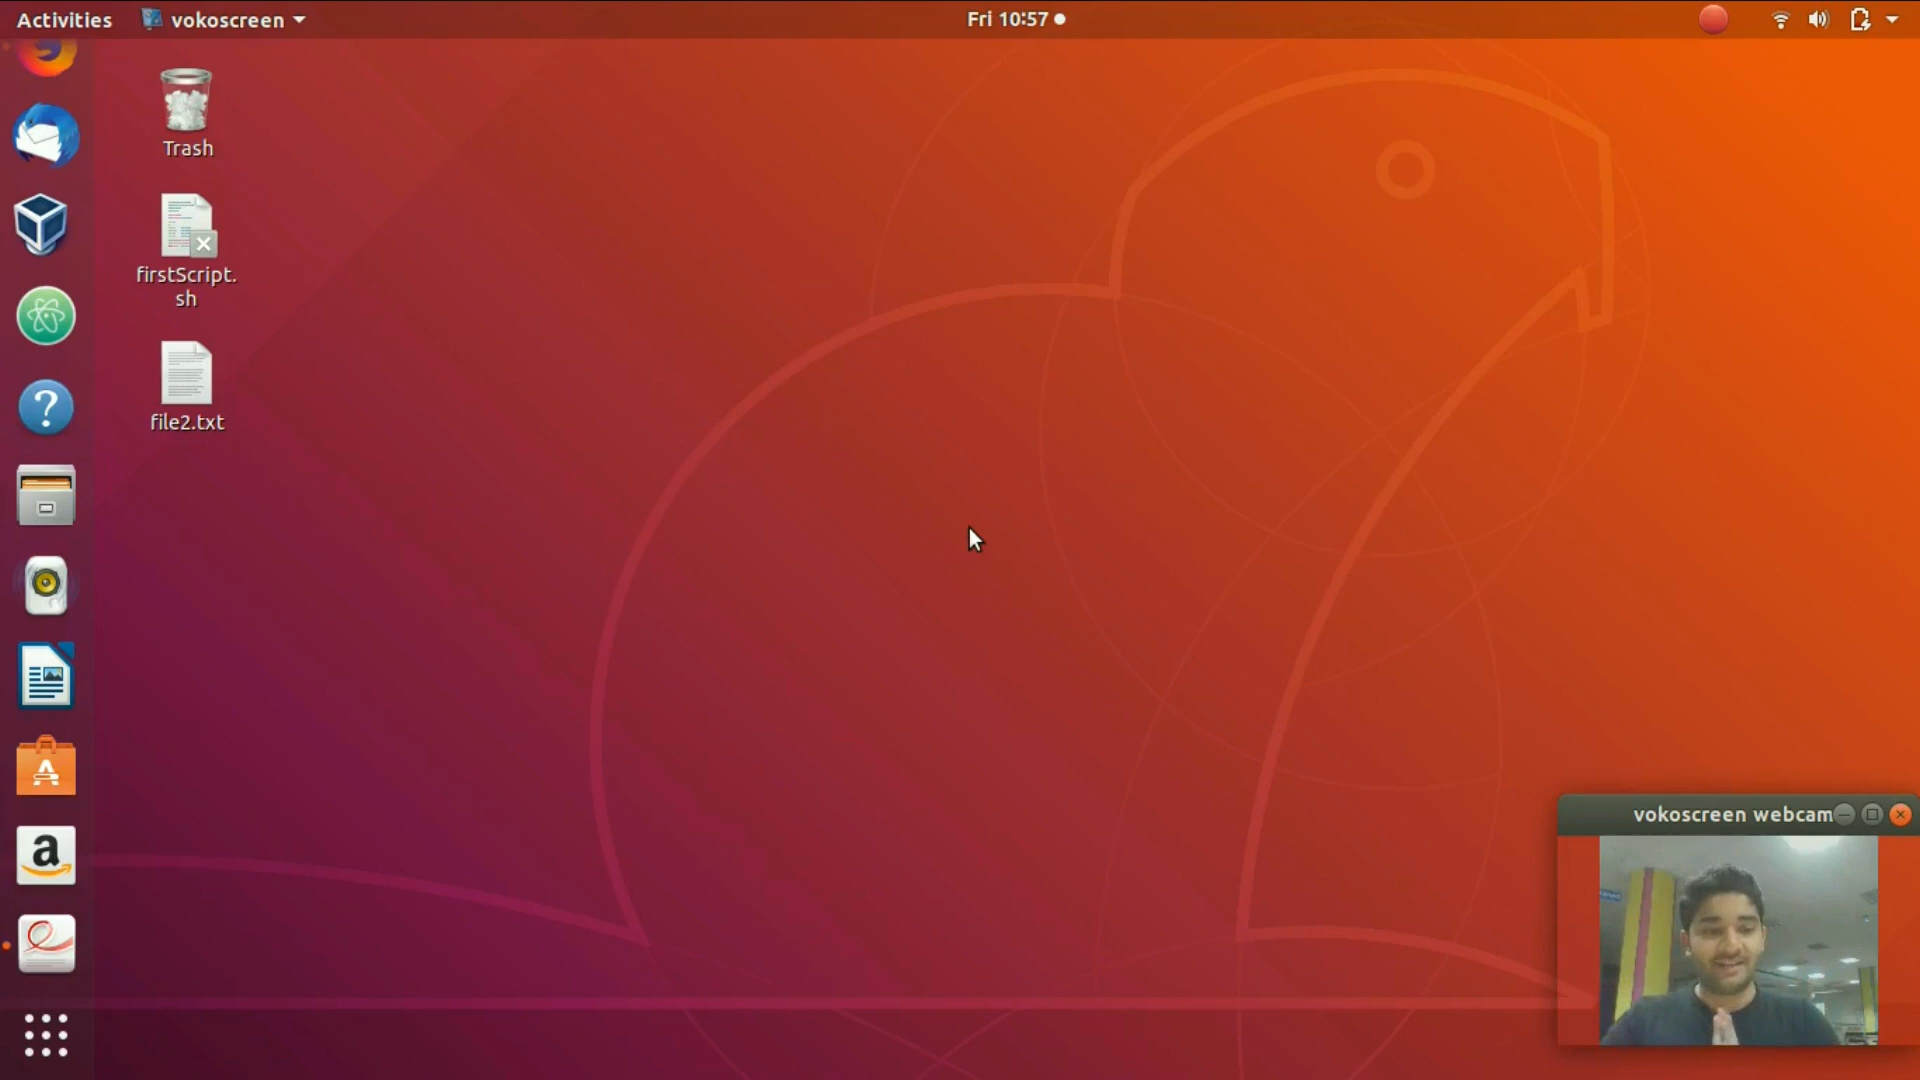 Activities
vokoscreen
Fri 10:57
Trash
firstScript.
sh
file2.txt
vokoscreen webcam